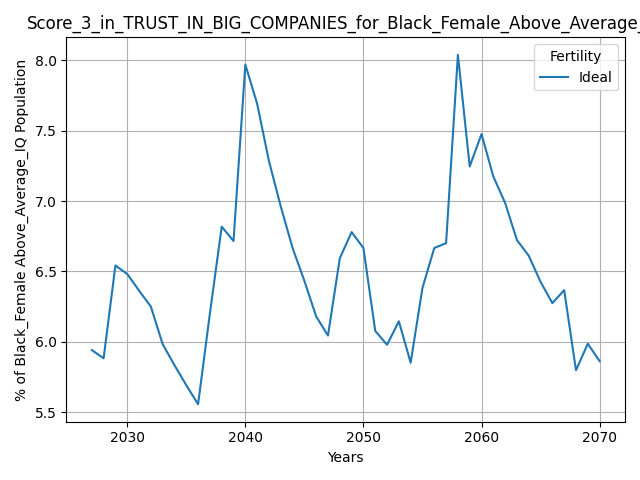 Score_3_in_TRUST_IN_BIG_COMPANIES_for_Black_Female_Above_Average_
% of Black_Female Above_Average_IQ Population
8.0
7.5
7.0
6.5
6.0
5.5
Fertility
Ideal
2030 2040 2050 2060 2070
Years